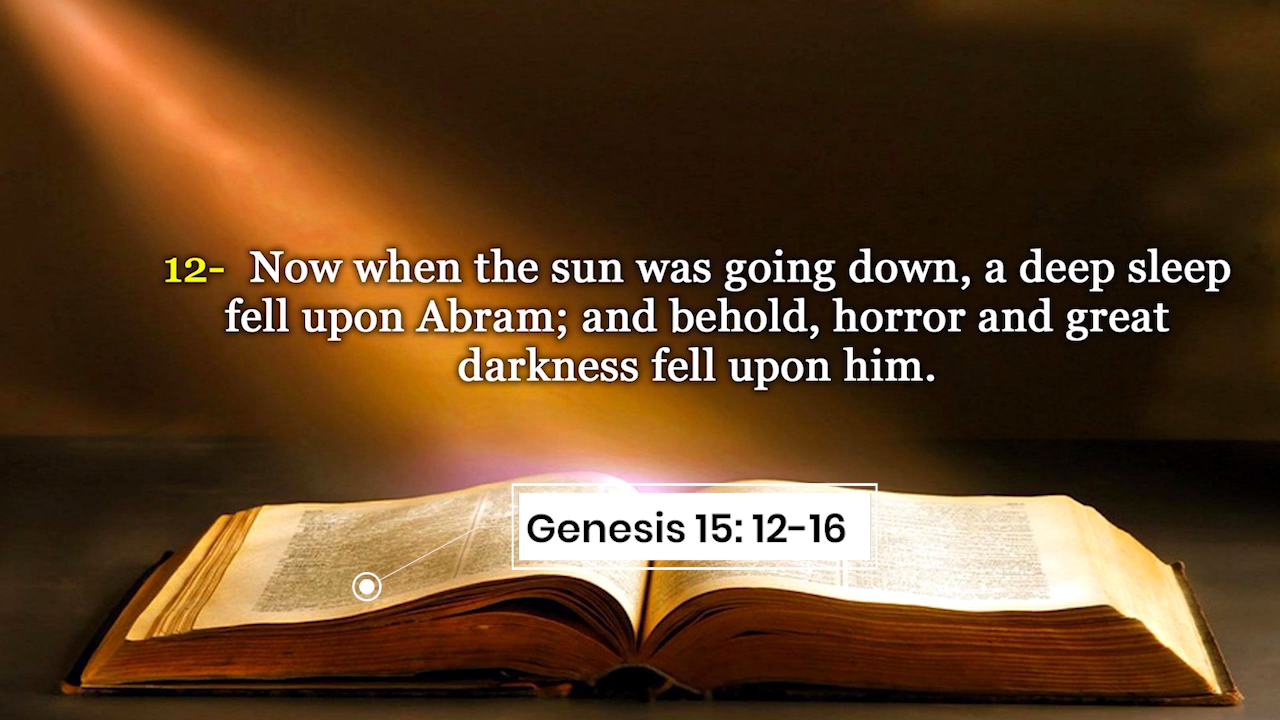 12- Now when the sun was going down, a deep sleep
fell upon Abram; and behold, horror and great
darkness fell upon him.
Genesis 15: 12-16